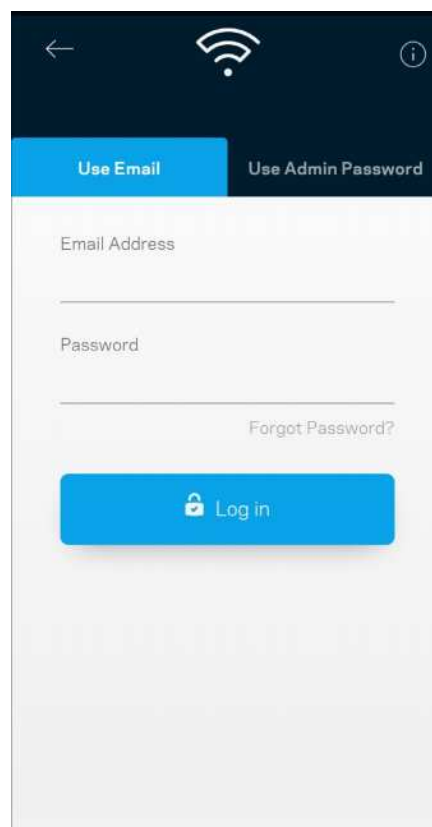 Use Email
Use Admin Password
Email Address
Password
Forgot Password?
Log in